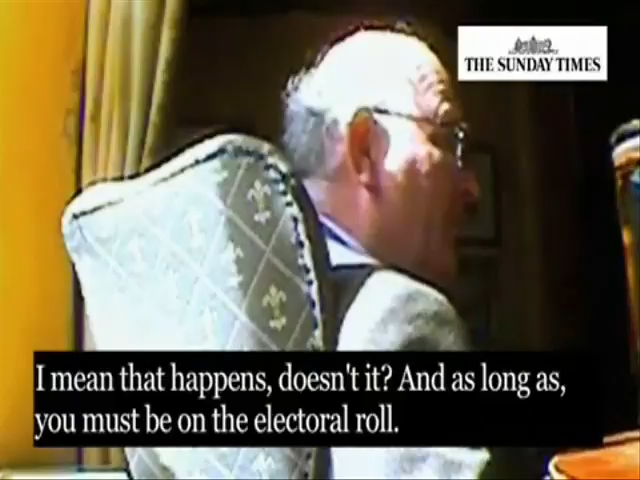 THE SUNDAY TIMES
I mean that happens, doesn't it? And as long as,
you must be on the electoral roll.